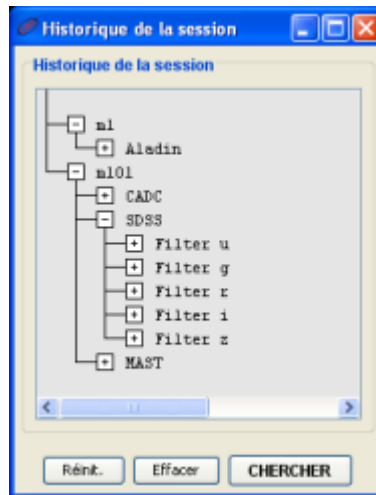 Historique de la session
Historique de la session
m1
Aladin
m101
CADC
SDSS
Filter u
Filter g
Filter r
Filter i
Filter z
MAST
Réinit.
Effacer
CHERCHER